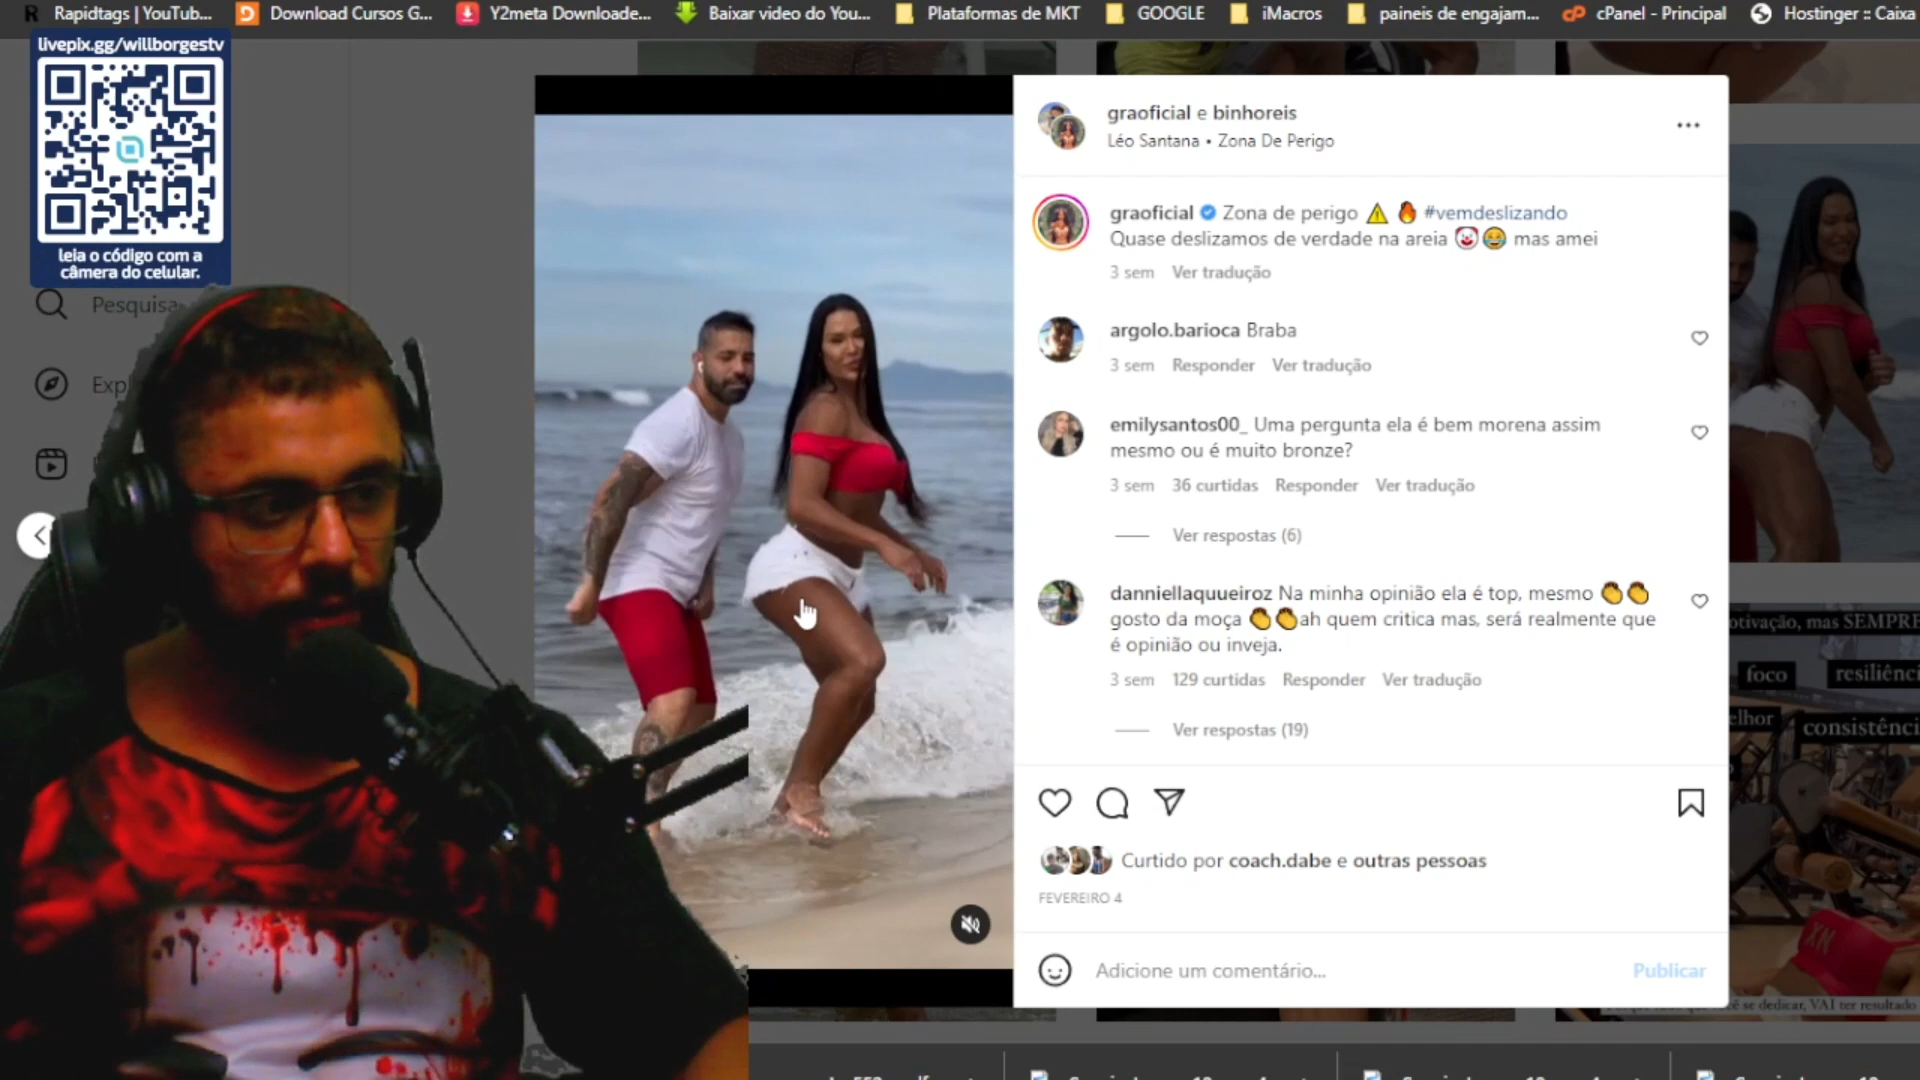 Rapidtags | YouTub...
Download Cursos G...
Y2meta Downloade...
Baixar video do You...
Plataformas de MKT
GOOGLE
iMacros
paineis de engajam...
cPanel - Principal
Hostinger :: Caixa
livepix.gg/willborgestv
leia o código com a
câmera do celular.
Pesquisa
graoficial e binhoreis
Léo Santana • Zona De Perigo
graoficial Zona de perigo ⚠️ 🔥 #vemdeslizando
Quase deslizamos de verdade na areia 🤡😂 mas amei
3 sem Ver tradução
argolo.barioca Braba
3 sem Responder Ver tradução
emilysantos00_ Uma pergunta ela é bem morena assim
mesmo ou é muito bronze?
3 sem 36 curtidas Responder Ver tradução
Ver respostas (6)
danniellaquueiroz Na minha opinião ela é top, mesmo 👏👏
gosto da moça 👏👏ah quem critica mas, será realmente que
é opinião ou inveja.
3 sem 129 curtidas Responder Ver tradução
Ver respostas (19)
Curtido por coach.dabe e outras pessoas
FEVEREIRO 4
Adicione um comentário...
Publicar
mas SEMPRE
foco
consistênci
se dedicar, VAI ter resultado